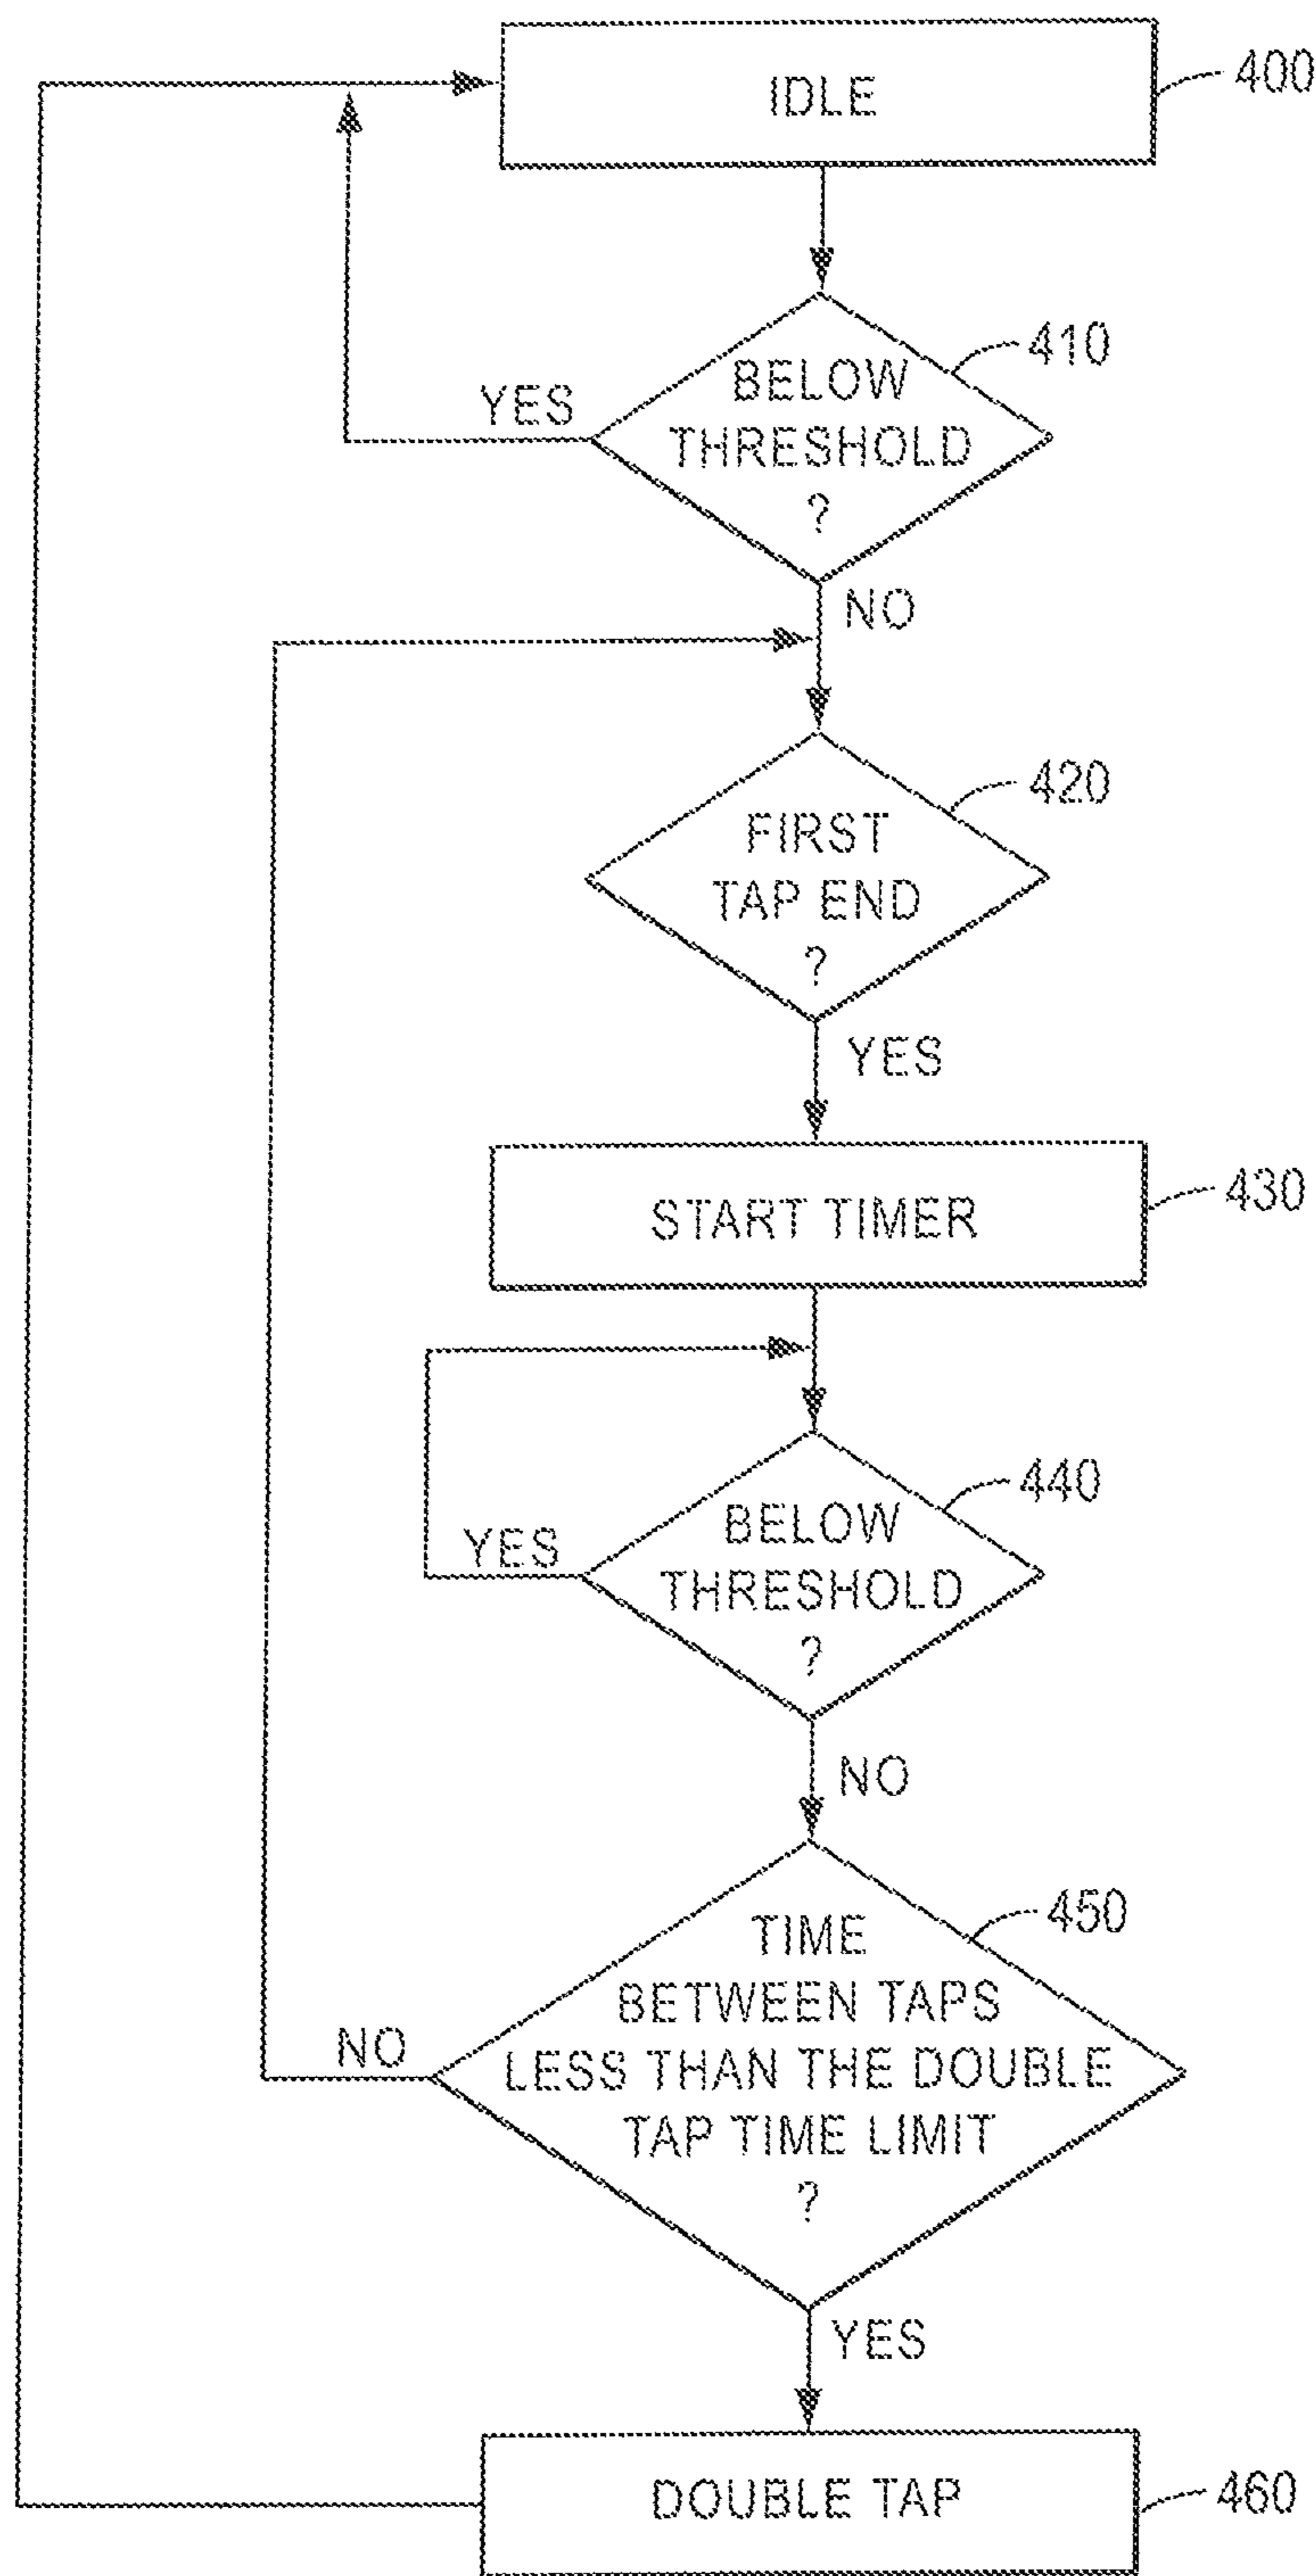 IDLE
400
BELOW
THRESHOLD
?
410
YES
NO
FIRST
TAP END
?
420
YES
START TIMER
430
BELOW
THRESHOLD
?
440
YES
NO
TIME
BETWEEN TAPS
LESS THAN THE DOUBLE
TAP TIME LIMIT
?
450
NO
YES
DOUBLE TAP
460